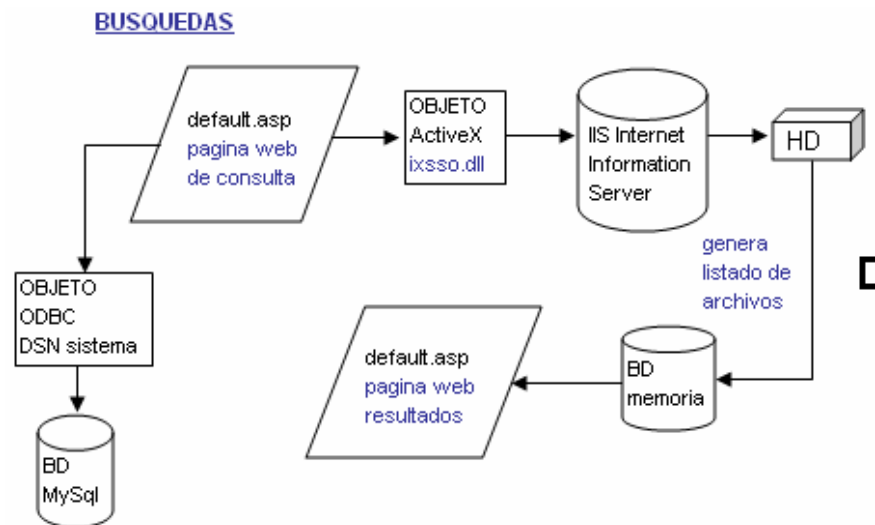 BUSQUEDAS
default.asp
pagina web
de consulta
OBJETO
ActiveX
ixsso.dll
IIS Internet
Information
Server
HD
genera
listado de
archivos
OBJETO
ODBC
DSN sistema
default.asp
pagina web
resultados
BD
memoria
BD
MySql